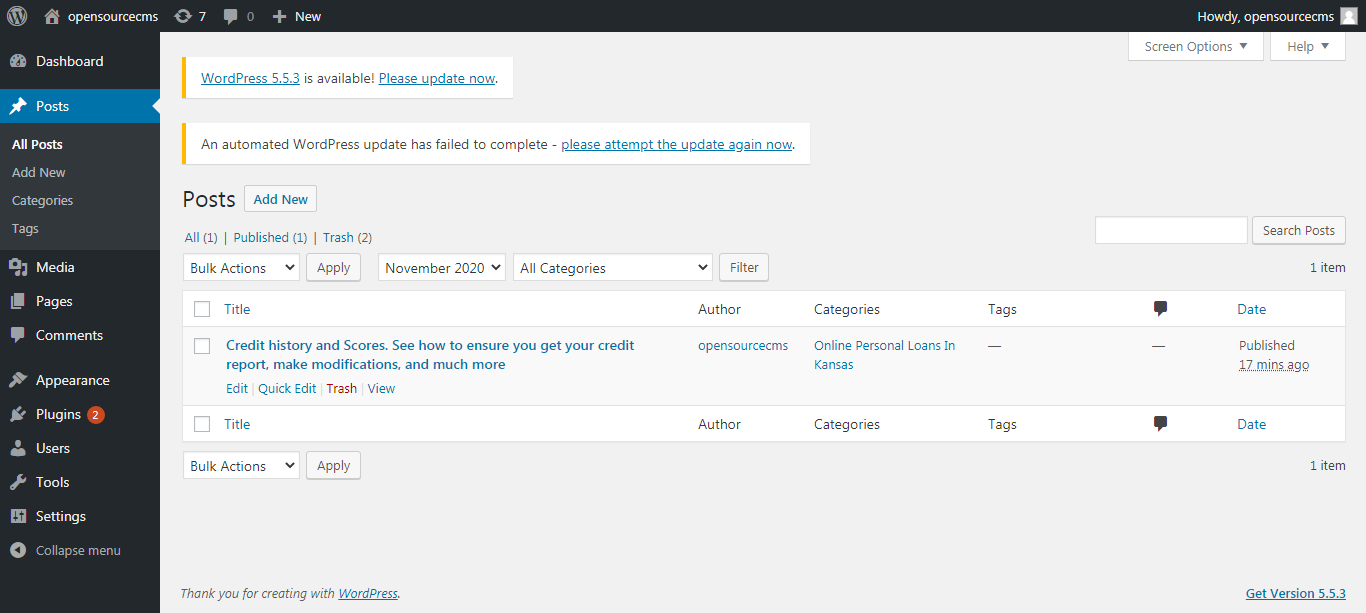 opensourcecms 7 0 New Howdy, opensourcecms
Dashboard
Posts
All Posts
Add New
Categories
Tags
Media
Pages
Comments
Appearance
Plugins 2
Users
Tools
Settings
Collapse menu
Screen Options Help
WordPress 5.5.3 is available! Please update now.
An automated WordPress update has failed to complete - please attempt the update again now.
Posts Add New
All (1) | Published (1) | Trash (2)
Search Posts
Bulk Actions Apply November 2020 All Categories Filter 1 item
Title Author Categories Tags Date
Credit history and Scores. See how to ensure you get your credit opensourcecms Online Personal Loans In — — Published
report, make modifications, and much more Kansas 17 mins ago
Edit | Quick Edit | Trash | View
Title Author Categories Tags Date
Bulk Actions Apply 1 item
Thank you for creating with WordPress. Get Version 5.5.3